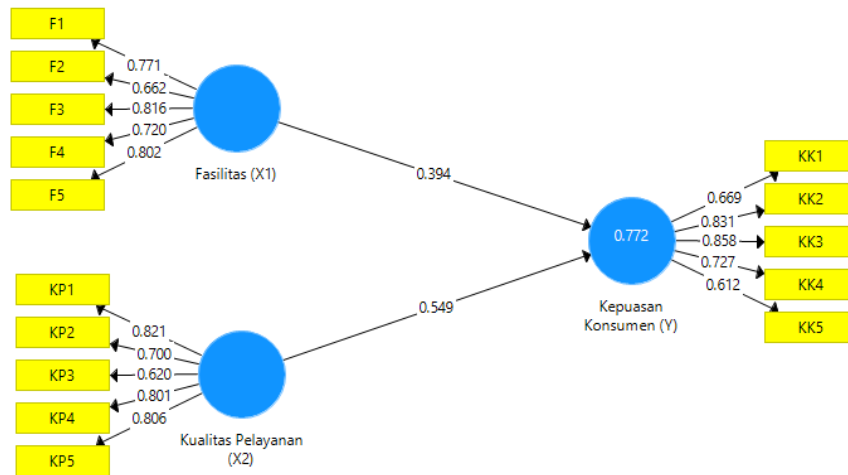 F1
F2
F3
F4
F5
0.771
0.662
0.816
0.720
0.802
Fasilitas (X1)
0.394
KP1
KP2
KP3
KP4
KP5
0.821
0.700
0.620
0.801
0.806
Kualitas Pelayanan
(X2)
0.549
0.772
Kepuasan
Konsumen (Y)
0.669
0.831
0.858
0.727
0.612
KK1
KK2
KK3
KK4
KK5